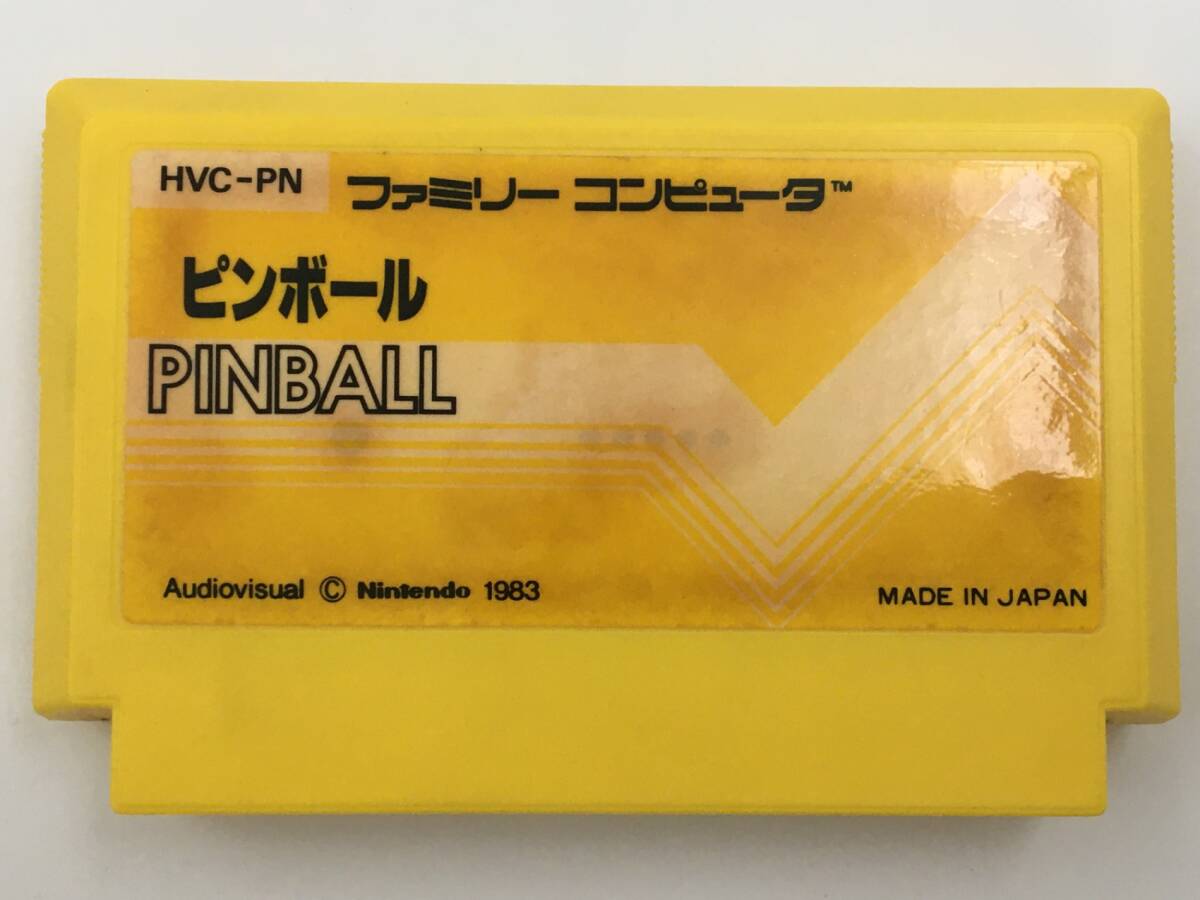 HVC-PN
ファミリー コンピュータ™
ピンボール
PINBALL
Audiovisual © Nintendo 1983
MADE IN JAPAN